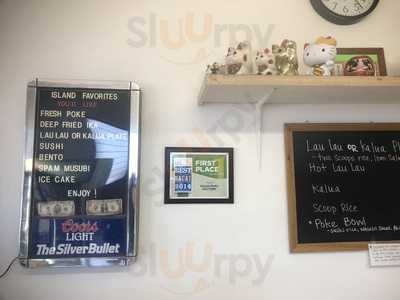 ISLAND FAVORITES
YOU'LL LIKE
FRESH POKE
DEEP FRIED IKA
LAU LAU OR KALUA PLATE
SUSHI
BENTO
SPAM MUSUBI
ICE CAKE
ENJOY !
Coors
LIGHT
The Silver Bullet
BEST
2014
FIRST
PLACE
Lau lau OR Kalua
Hot Lau Lau
Kalua
Scoop Rice
*Poke Bowl
sluurpy
sluurpy